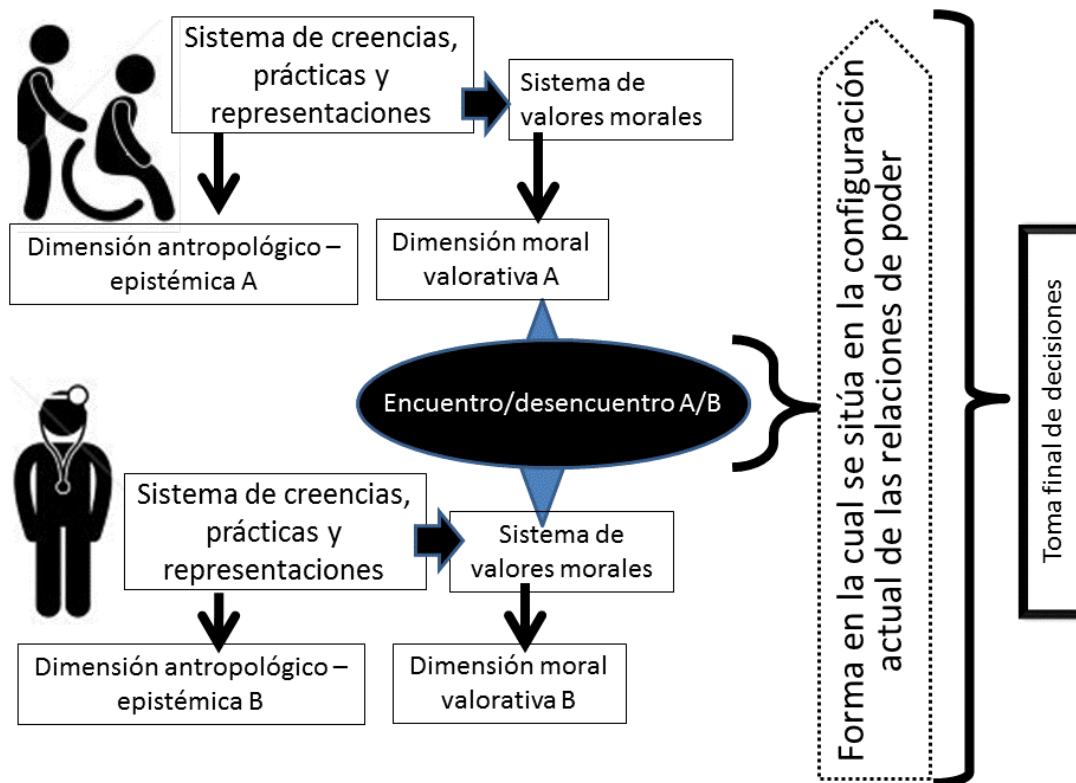 Sistema de creencias,
prácticas y
representaciones
Sistema de
valores morales
Dimensión antropológico –
epistémica A
Dimensión moral
valorativa A
Encuentro/desencuentro A/B
Sistema de creencias,
prácticas y
representaciones
Sistema de
valores morales
Dimensión antropológico –
epistémica B
Dimensión moral
valorativa B
Forma en la cual se sitúa en la configuración
actual de las relaciones de poder
Toma final de decisiones